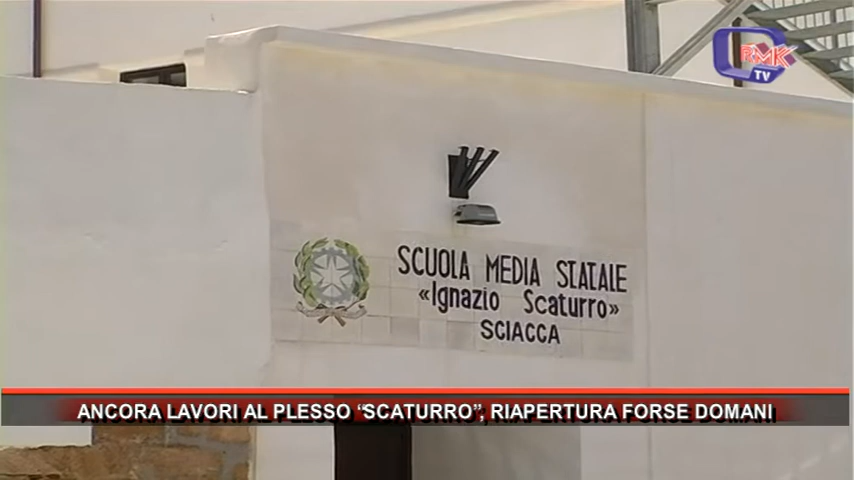 RMK
TV
SCUOLA MEDIA STATALE
«Ignazio Scaturro»
SCIACCA
ANCORA LAVORI AL PLESSO “SCATURRO”, RIAPERTURA FORSE DOMANI